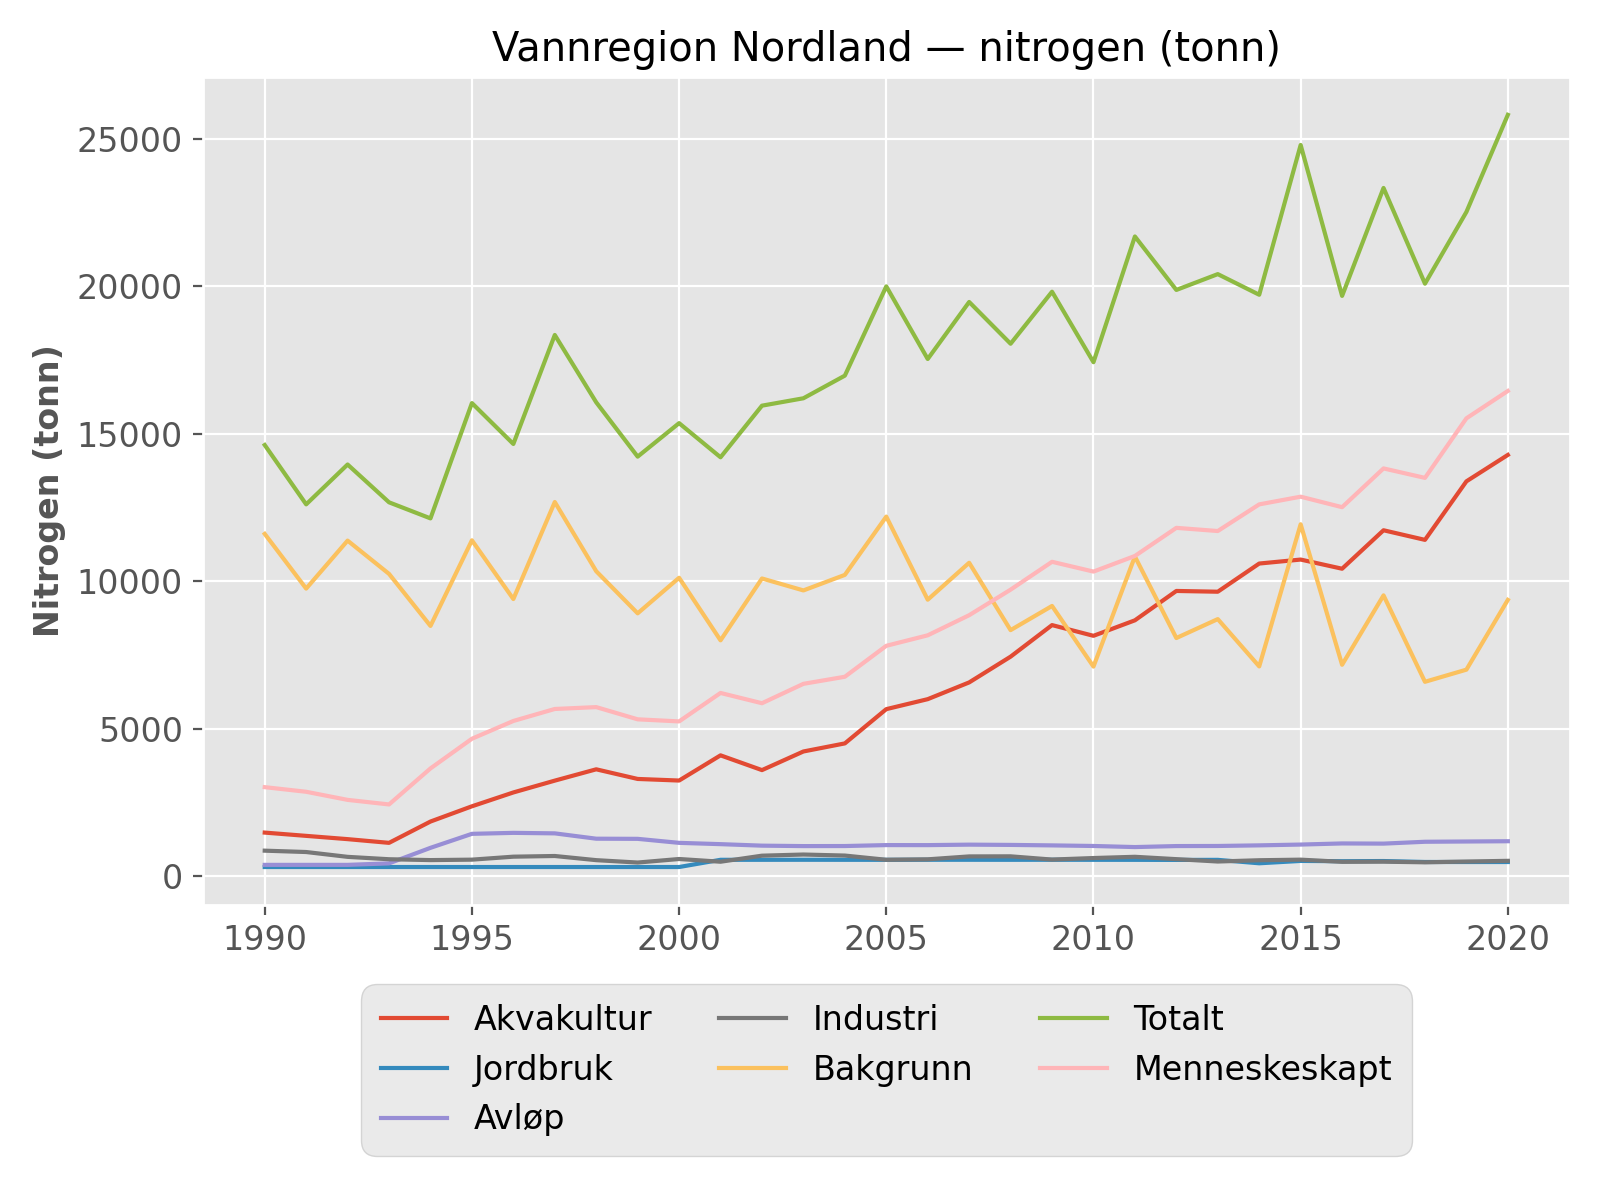 Vannregion Nordland — nitrogen (tonn)
Nitrogen (tonn)
25000
20000
15000
10000
5000
0
1990 1995 2000 2005 2010 2015 2020
Akvakultur Industri Totalt
Jordbruk Bakgrunn Menneskeskapt
Avløp